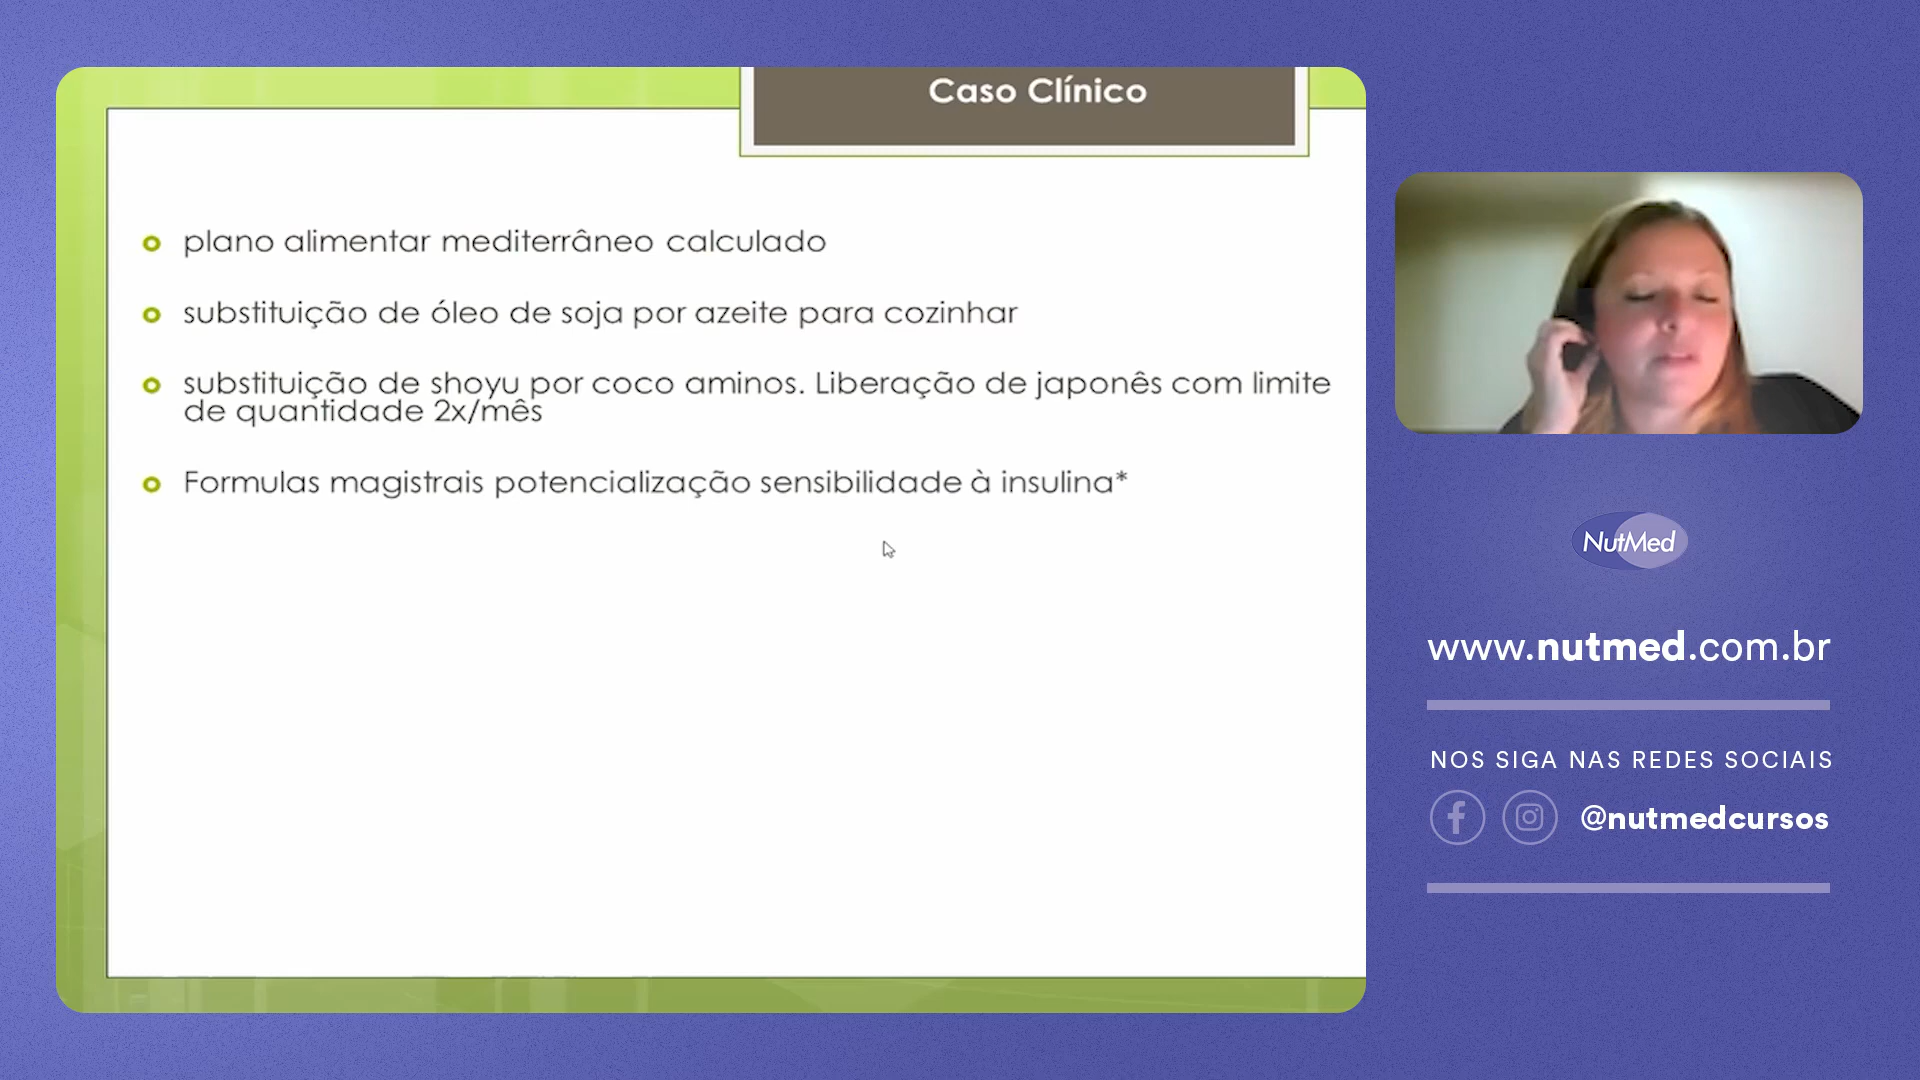 Caso Clínico
plano alimentar mediterrâneo calculado
substituição de óleo de soja por azeite para cozinhar
substituição de shoyu por coco aminos. Liberação de japonês com limite
de quantidade 2x/mês
Formulas magistrais potencialização sensibilidade à insulina*
NutMed
www.nutmed.com.br
NOS SIGA NAS REDES SOCIAIS
@nutmedcursos